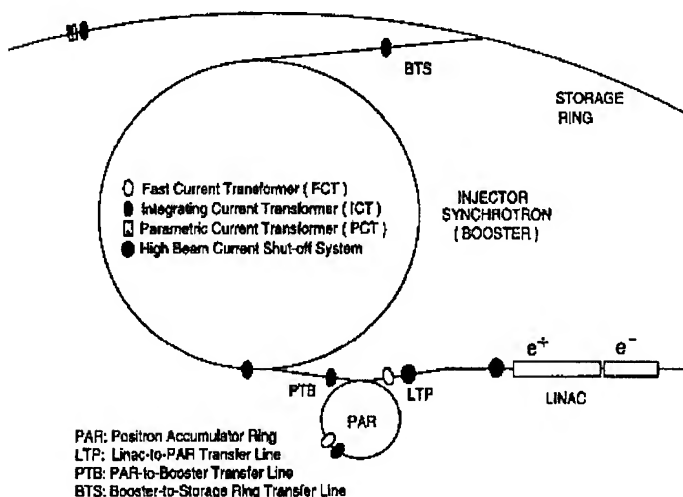 BTS
STORAGE
RING
Fast Current Transformer ( FCT )
Integrating Current Transformer ( ICT )
Parametric Current Transformer ( PCT )
High Beam Current Shut-off System
INJECTOR
SYNCHROTRON
( BOOSTER )
e+ e-
PTB
LTP
LINAC
PAR
PAR: Positron Accumulator Ring
LTP: Linac-to-PAR Transfer Line
PTB: PAR-to-Booster Transfer Line
BTS: Booster-to-Storage Ring Transfer Line